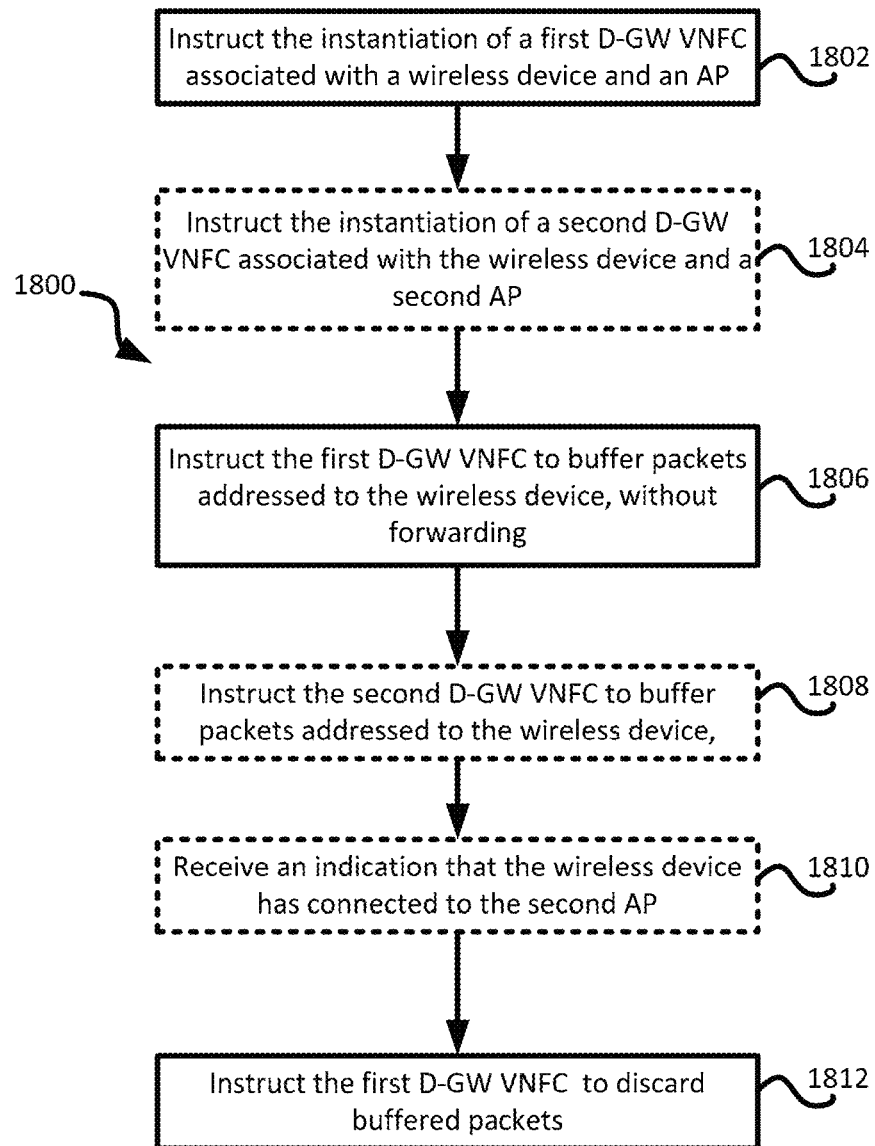 Instruct the instantiation of a first D-GW VNFC
associated with a wireless device and an AP
1802
Instruct the instantiation of a second D-GW
VNFC associated with the wireless device and a
second AP
1804
1800
Instruct the first D-GW VNFC to buffer packets
addressed to the wireless device, without
forwarding
1806
Instruct the second D-GW VNFC to buffer
packets addressed to the wireless device,
1808
Receive an indication that the wireless device
has connected to the second AP
1810
Instruct the first D-GW VNFC to discard
buffered packets
1812